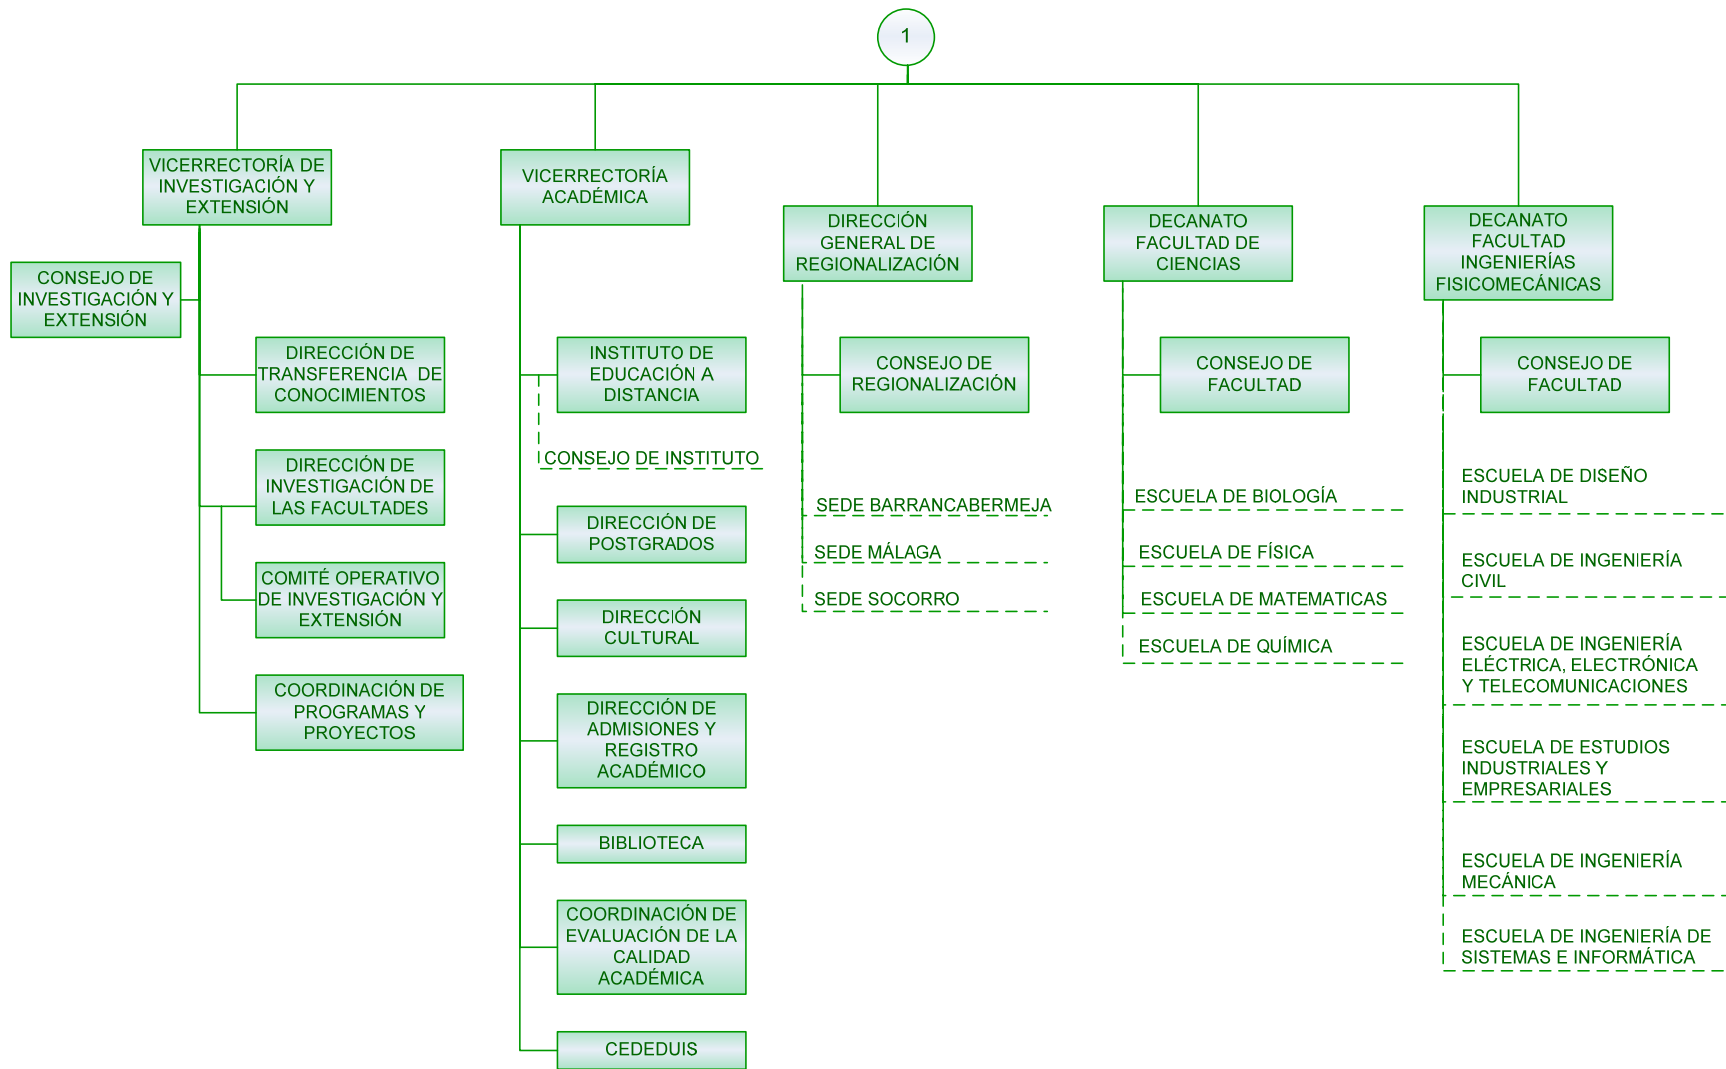 1
VICERRECTORÍA DE
INVESTIGACIÓN Y
EXTENSIÓN
CONSEJO DE
INVESTIGACIÓN Y
EXTENSIÓN
DIRECCIÓN DE
TRANSFERENCIA DE
CONOCIMIENTOS
DIRECCIÓN DE
INVESTIGACIÓN DE
LAS FACULTADES
COMITÉ OPERATIVO
DE INVESTIGACIÓN Y
EXTENSIÓN
COORDINACIÓN DE
PROGRAMAS Y
PROYECTOS
VICERRECTORÍA
ACADÉMICA
INSTITUTO DE
EDUCACIÓN A
DISTANCIA
CONSEJO DE INSTITUTO
DIRECCIÓN DE
POSTGRADOS
DIRECCIÓN
CULTURAL
DIRECCIÓN DE
ADMISIONES Y
REGISTRO
ACADÉMICO
BIBLIOTECA
COORDINACIÓN DE
EVALUACIÓN DE LA
CALIDAD
ACADÉMICA
CEDEDUIS
DIRECCIÓN
GENERAL DE
REGIONALIZACIÓN
CONSEJO DE
REGIONALIZACIÓN
SEDE BARRANCABERMEJA
SEDE MÁLAGA
SEDE SOCORRO
DECANATO
FACULTAD DE
CIENCIAS
CONSEJO DE
FACULTAD
ESCUELA DE BIOLOGÍA
ESCUELA DE FÍSICA
ESCUELA DE MATEMATICAS
ESCUELA DE QUÍMICA
DECANATO
FACULTAD
INGENIERÍAS
FISICOMECÁNICAS
CONSEJO DE
FACULTAD
ESCUELA DE DISEÑO
INDUSTRIAL
ESCUELA DE INGENIERÍA
CIVIL
ESCUELA DE INGENIERÍA
ELÉCTRICA, ELECTRÓNICA
Y TELECOMUNICACIONES
ESCUELA DE ESTUDIOS
INDUSTRIALES Y
EMPRESARIALES
ESCUELA DE INGENIERÍA
MECÁNICA
ESCUELA DE INGENIERÍA DE
SISTEMAS E INFORMÁTICA